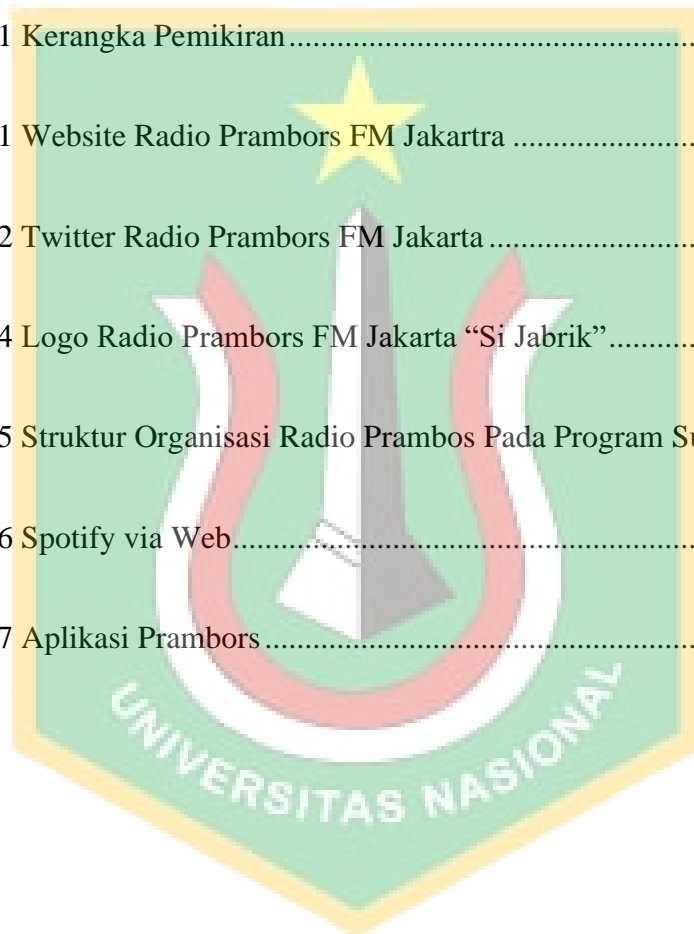 1 Kerangka Pemikiran................................................
1 Website Radio Prambors FM Jakartra .......................
2 Twitter Radio Prambors FM Jakarta..........................
4 Logo Radio Prambors FM Jakarta “Si Jabrik”...........
5 Struktur Organisasi Radio Prambos Pada Program Su
6 Spotify via Web.........................................................
7 Aplikasi Prambors.....................................................
UNIVERSITAS NASIONAL